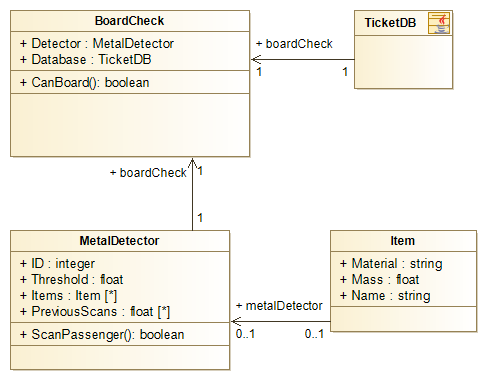 BoardCheck
+ Detector : MetalDetector
+ Database : TicketDB
+ CanBoard(): boolean
TicketDB
+ boardCheck
1
1
+ boardCheck
1
1
MetalDetector
+ ID : integer
+ Threshold : float
+ Items : Item [*]
+ PreviousScans : float [*]
+ ScanPassenger(): boolean
+ metalDetector
0..1
0..1
Item
+ Material : string
+ Mass : float
+ Name : string